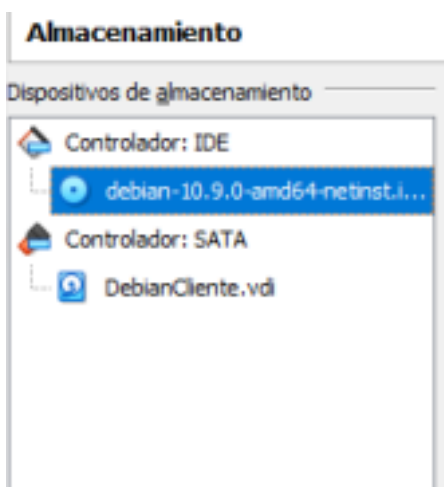 Almacenamiento
Dispositivos de almacenamiento
Controlador: IDE
debian-10.9.0-amd64-netinst.i...
Controlador: SATA
DebianCliente.vdi